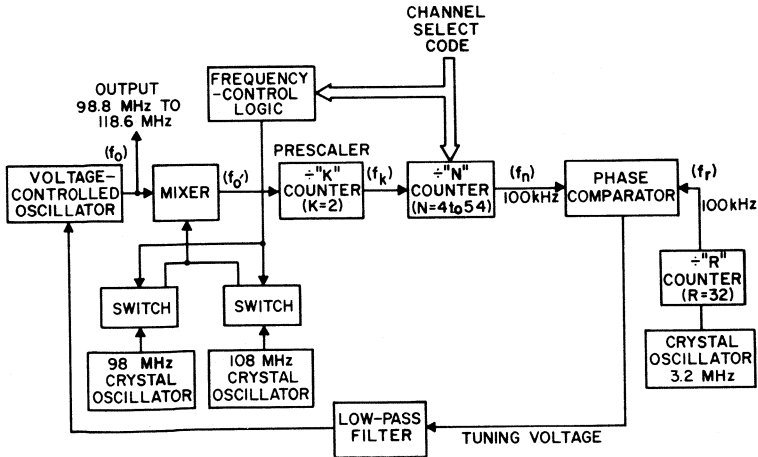 CHANNEL
SELECT
CODE
FREQUENCY
-CONTROL
LOGIC
OUTPUT
98.8 MHz TO
118.6 MHz
(fo)
VOLTAGE-
CONTROLLED
OSCILLATOR
MIXER
(fo')
PRESCALER
÷"K"
COUNTER
(K=2)
(fk)
÷"N"
COUNTER
(N=4to54)
(fn)
100kHz
PHASE
COMPARATOR
(fr)
100kHz
÷"R"
COUNTER
(R=32)
CRYSTAL
OSCILLATOR
3.2 MHz
SWITCH
SWITCH
98 MHz
CRYSTAL
OSCILLATOR
108 MHz
CRYSTAL
OSCILLATOR
LOW-PASS
FILTER
TUNING VOLTAGE